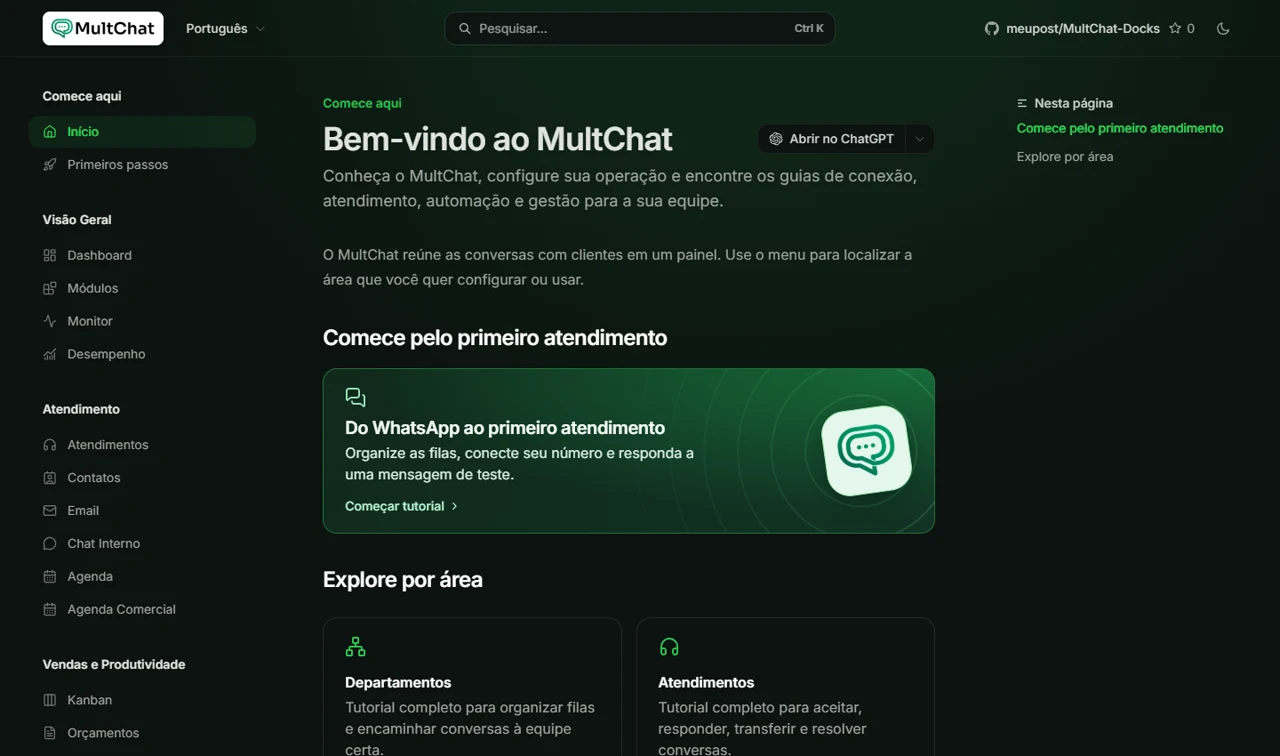 MultChat
Português
Pesquisar...
Ctrl K
meupost/MultChat-Docks
0
Comece aqui
Início
Primeiros passos
Visão Geral
Dashboard
Módulos
Monitor
Desempenho
Atendimento
Atendimentos
Contatos
Email
Chat Interno
Agenda
Agenda Comercial
Vendas e Produtividade
Kanban
Orçamentos
Comece aqui
Bem-vindo ao MultChat
Abrir no ChatGPT
Conheça o MultChat, configure sua operação e encontre os guias de conexão,
atendimento, automação e gestão para a sua equipe.
O MultChat reúne as conversas com clientes em um painel. Use o menu para localizar a
área que você quer configurar ou usar.
Comece pelo primeiro atendimento
Do WhatsApp ao primeiro atendimento
Organize as filas, conecte seu número e responda a
uma mensagem de teste.
Começar tutorial
Explore por área
Departamentos
Tutorial completo para organizar filas
e encaminhar conversas à equipe
certa.
Atendimentos
Tutorial completo para aceitar,
responder, transferir e resolver
conversas.
Nesta página
Comece pelo primeiro atendimento
Explore por área